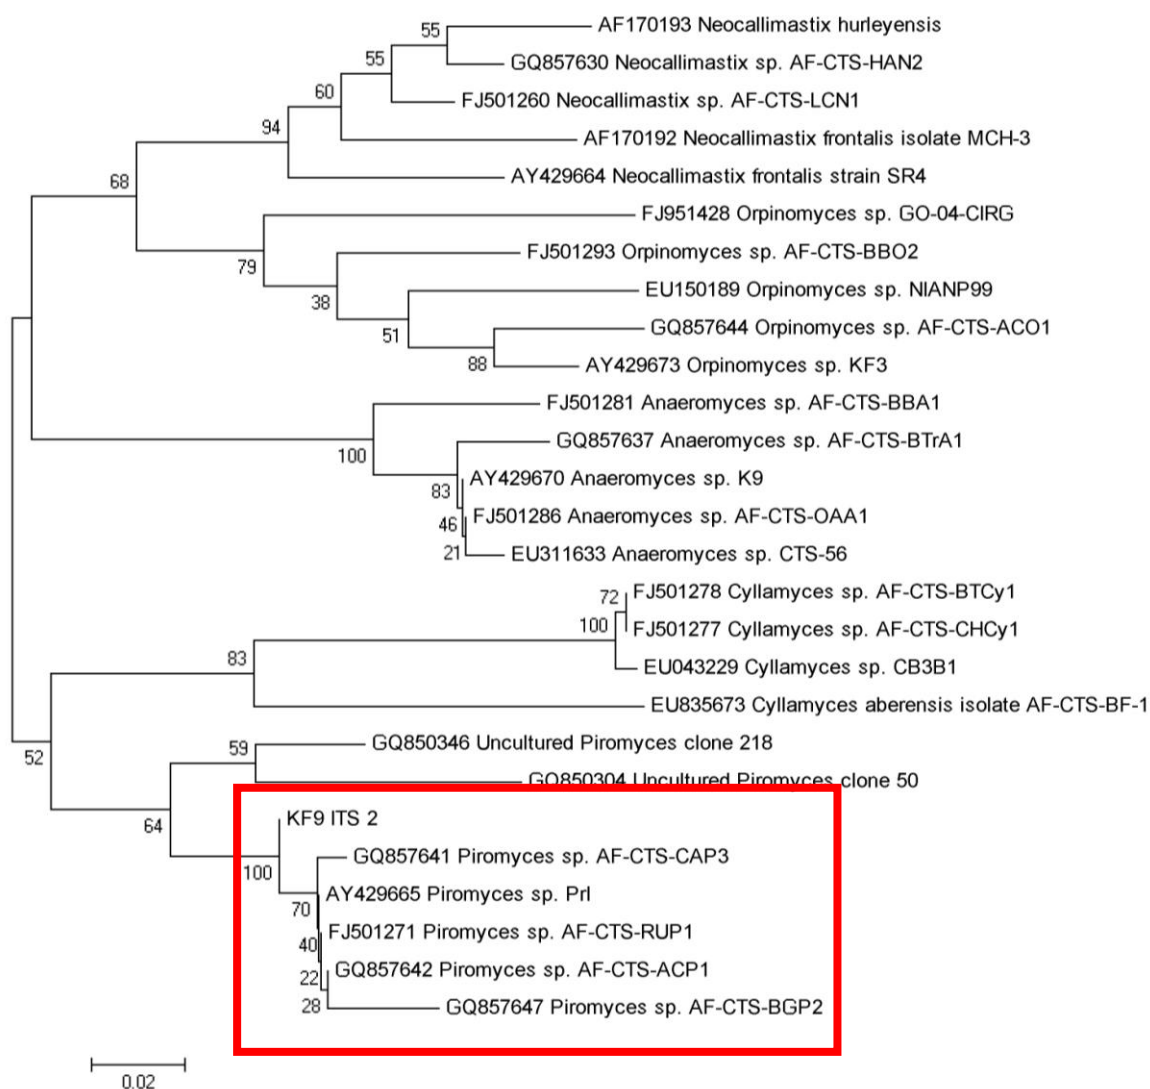 AF170193 Neocallimastix hurleyensis
55
GQ857630 Neocallimastix sp. AF-CTS-HAN2
55
FJ501260 Neocallimastix sp. AF-CTS-LCN1
60
AF170192 Neocallimastix frontalis isolate MCH-3
94
AY429664 Neocallimastix frontalis strain SR4
68
FJ951428 Orpinomyces sp. GO-04-CIRG
79
FJ501293 Orpinomyces sp. AF-CTS-BBO2
38
EU150189 Orpinomyces sp. NIANP99
51
GQ857644 Orpinomyces sp. AF-CTS-ACO1
88
AY429673 Orpinomyces sp. KF3
FJ501281 Anaeromyces sp. AF-CTS-BBA1
100
GQ857637 Anaeromyces sp. AF-CTS-BTrA1
83
AY429670 Anaeromyces sp. K9
46
FJ501286 Anaeromyces sp. AF-CTS-OAA1
21
EU311633 Anaeromyces sp. CTS-56
72
FJ501278 Cyllamyces sp. AF-CTS-BTCy1
100
FJ501277 Cyllamyces sp. AF-CTS-CHCy1
83
EU043229 Cyllamyces sp. CB3B1
EU835673 Cyllamyces aberensis isolate AF-CTS-BF-1
52
59
GQ850346 Uncultured Piromyces clone 218
GQ850304 Uncultured Piromyces clone 50
64
KF9 ITS 2
100
GQ857641 Piromyces sp. AF-CTS-CAP3
70
AY429665 Piromyces sp. PrI
40
FJ501271 Piromyces sp. AF-CTS-RUP1
22
GQ857642 Piromyces sp. AF-CTS-ACP1
28
GQ857647 Piromyces sp. AF-CTS-BGP2
0.02